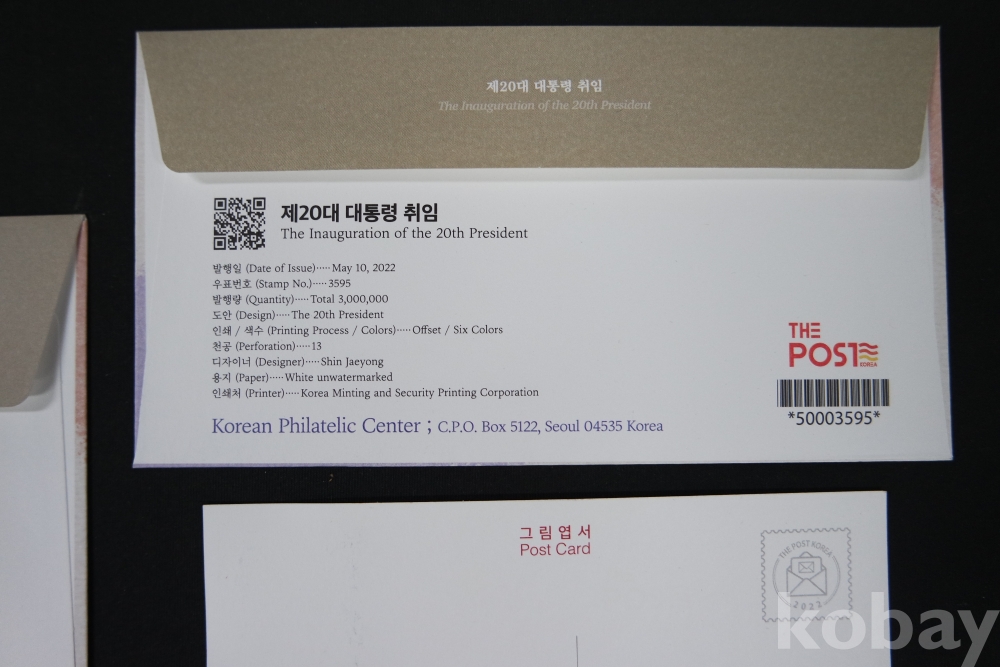 제20대 대통령 취임
The Inauguration of the 20th President
제20대 대통령 취임
The Inauguration of the 20th President
발행일 (Date of Issue)·····May 10, 2022
우표번호 (Stamp No.)·····3595
발행량 (Quantity)·····Total 3,000,000
도안 (Design)·····The 20th President
인쇄 / 색수 (Printing Process / Colors)·····Offset / Six Colors
천공 (Perforation)·····13
디자이너 (Designer)·····Shin Jaeyong
용지 (Paper)·····White unwatermarked
인쇄처 (Printer)·····Korea Minting and Security Printing Corporation
Korean Philatelic Center ; C.P.O. Box 5122, Seoul 04535 Korea
THE
POST
KOREA
*50003595*
그림엽서
Post Card
THE POST KOREA
2022
kobay